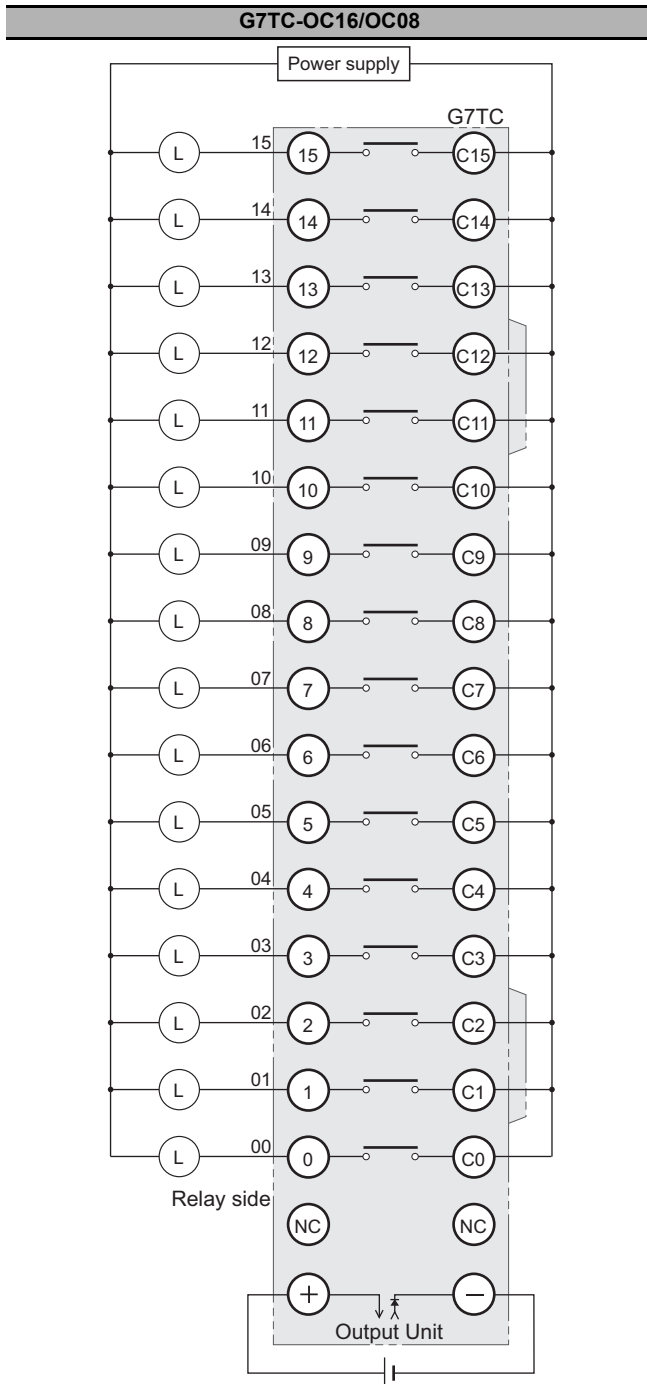 G7TC-OC16/OC08
Power supply
G7TC
L 15 15 C15
L 14 14 C14
L 13 13 C13
L 12 12 C12
L 11 11 C11
L 10 10 C10
L 09 9 C9
L 08 8 C8
L 07 7 C7
L 06 6 C6
L 05 5 C5
L 04 4 C4
L 03 3 C3
L 02 2 C2
L 01 1 C1
L 00 0 C0
Relay side
NC NC
+ −
Output Unit